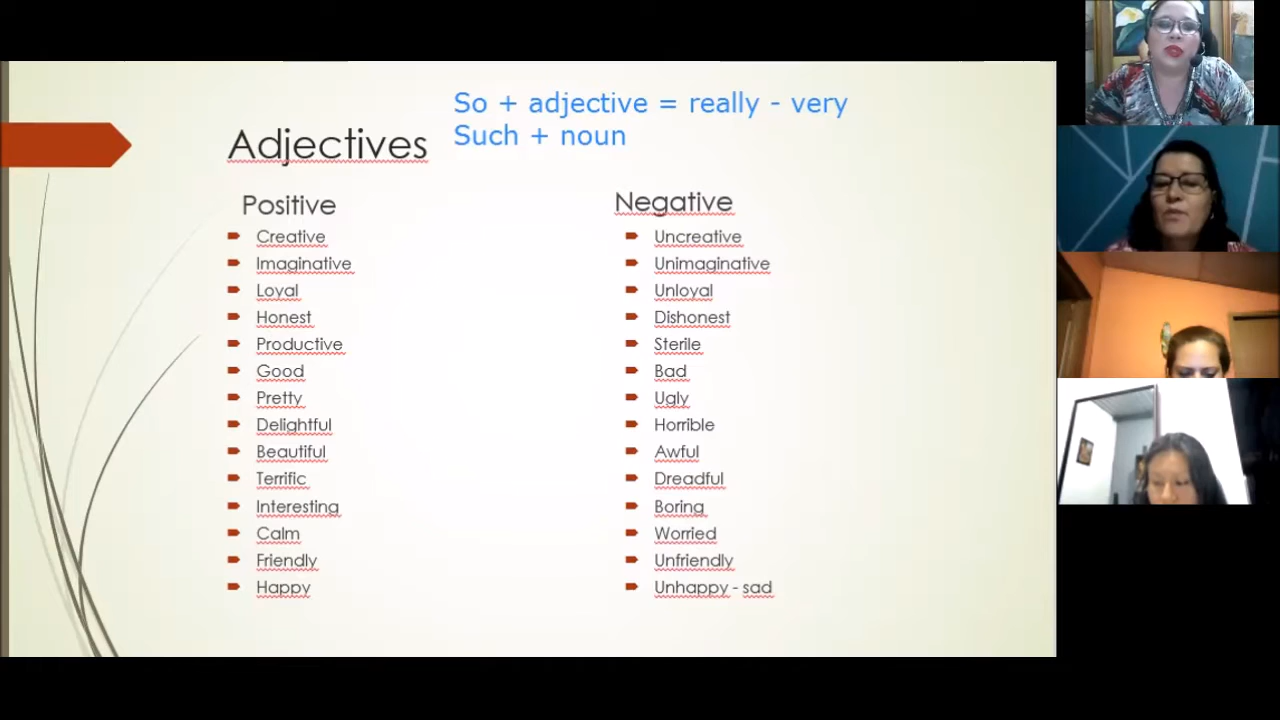 So + adjective = really - very
Such + noun
Adjectives
Positive
Creative
Imaginative
Loyal
Honest
Productive
Good
Pretty
Delightful
Beautiful
Terrific
Interesting
Calm
Friendly
Happy
Negative
Uncreative
Unimaginative
Unloyal
Dishonest
Sterile
Bad
Ugly
Horrible
Awful
Dreadful
Boring
Worried
Unfriendly
Unhappy - sad